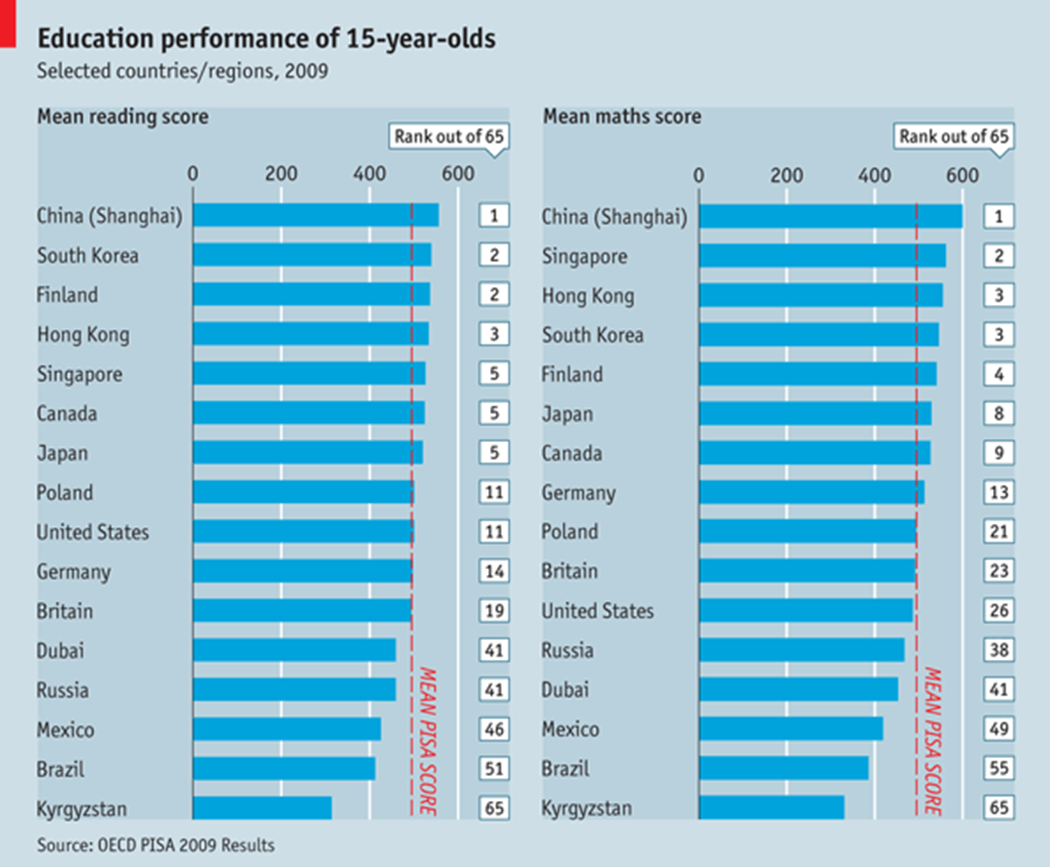 Education performance of 15-year-olds
Selected countries/regions, 2009
Mean reading score
Rank out of 65
0 200 400 600
China (Shanghai) 1
South Korea 2
Finland 2
Hong Kong 3
Singapore 5
Canada 5
Japan 5
Poland 11
United States 11
Germany 14
Britain 19
Dubai 41
Russia 41
Mexico 46
Brazil 51
Kyrgyzstan 65
MEAN PISA SCORE
Mean maths score
Rank out of 65
0 200 400 600
China (Shanghai) 1
Singapore 2
Hong Kong 3
South Korea 3
Finland 4
Japan 8
Canada 9
Germany 13
Poland 21
Britain 23
United States 26
Russia 38
Dubai 41
Mexico 49
Brazil 55
Kyrgyzstan 65
MEAN PISA SCORE
Source: OECD PISA 2009 Results